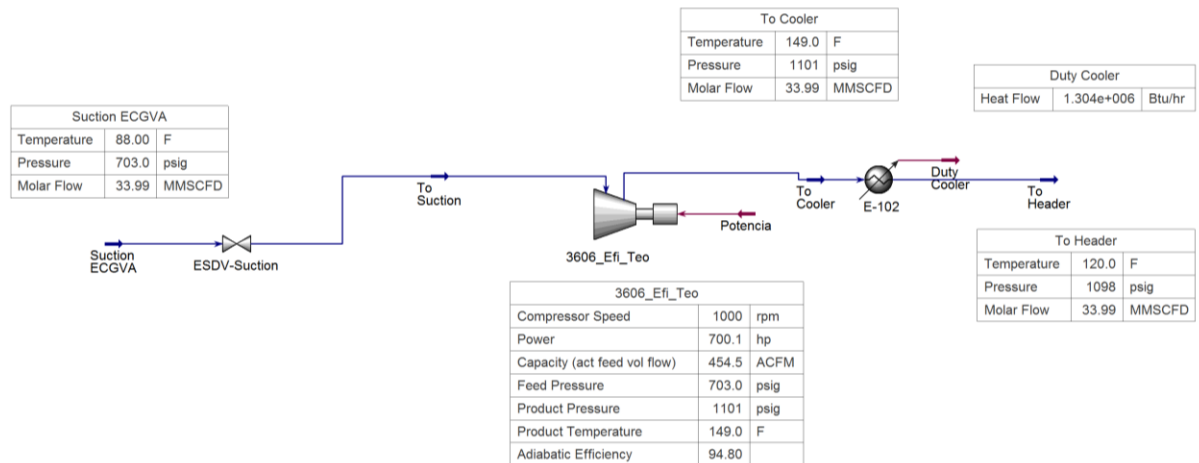 To Cooler
Temperature 149.0 F
Pressure 1101 psig
Molar Flow 33.99 MMSCFD
Duty Cooler
Heat Flow 1.304e+006 Btu/hr
Suction ECGVA
Temperature 88.00 F
Pressure 703.0 psig
Molar Flow 33.99 MMSCFD
To
Suction
To
Cooler
E-102
Duty
Cooler
To
Header
Potencia
Suction
ECGVA
ESDV-Suction
3606_Efi_Teo
To Header
Temperature 120.0 F
Pressure 1098 psig
Molar Flow 33.99 MMSCFD
3606_Efi_Teo
Compressor Speed 1000 rpm
Power 700.1 hp
Capacity (act feed vol flow) 454.5 ACFM
Feed Pressure 703.0 psig
Product Pressure 1101 psig
Product Temperature 149.0 F
Adiabatic Efficiency 94.80